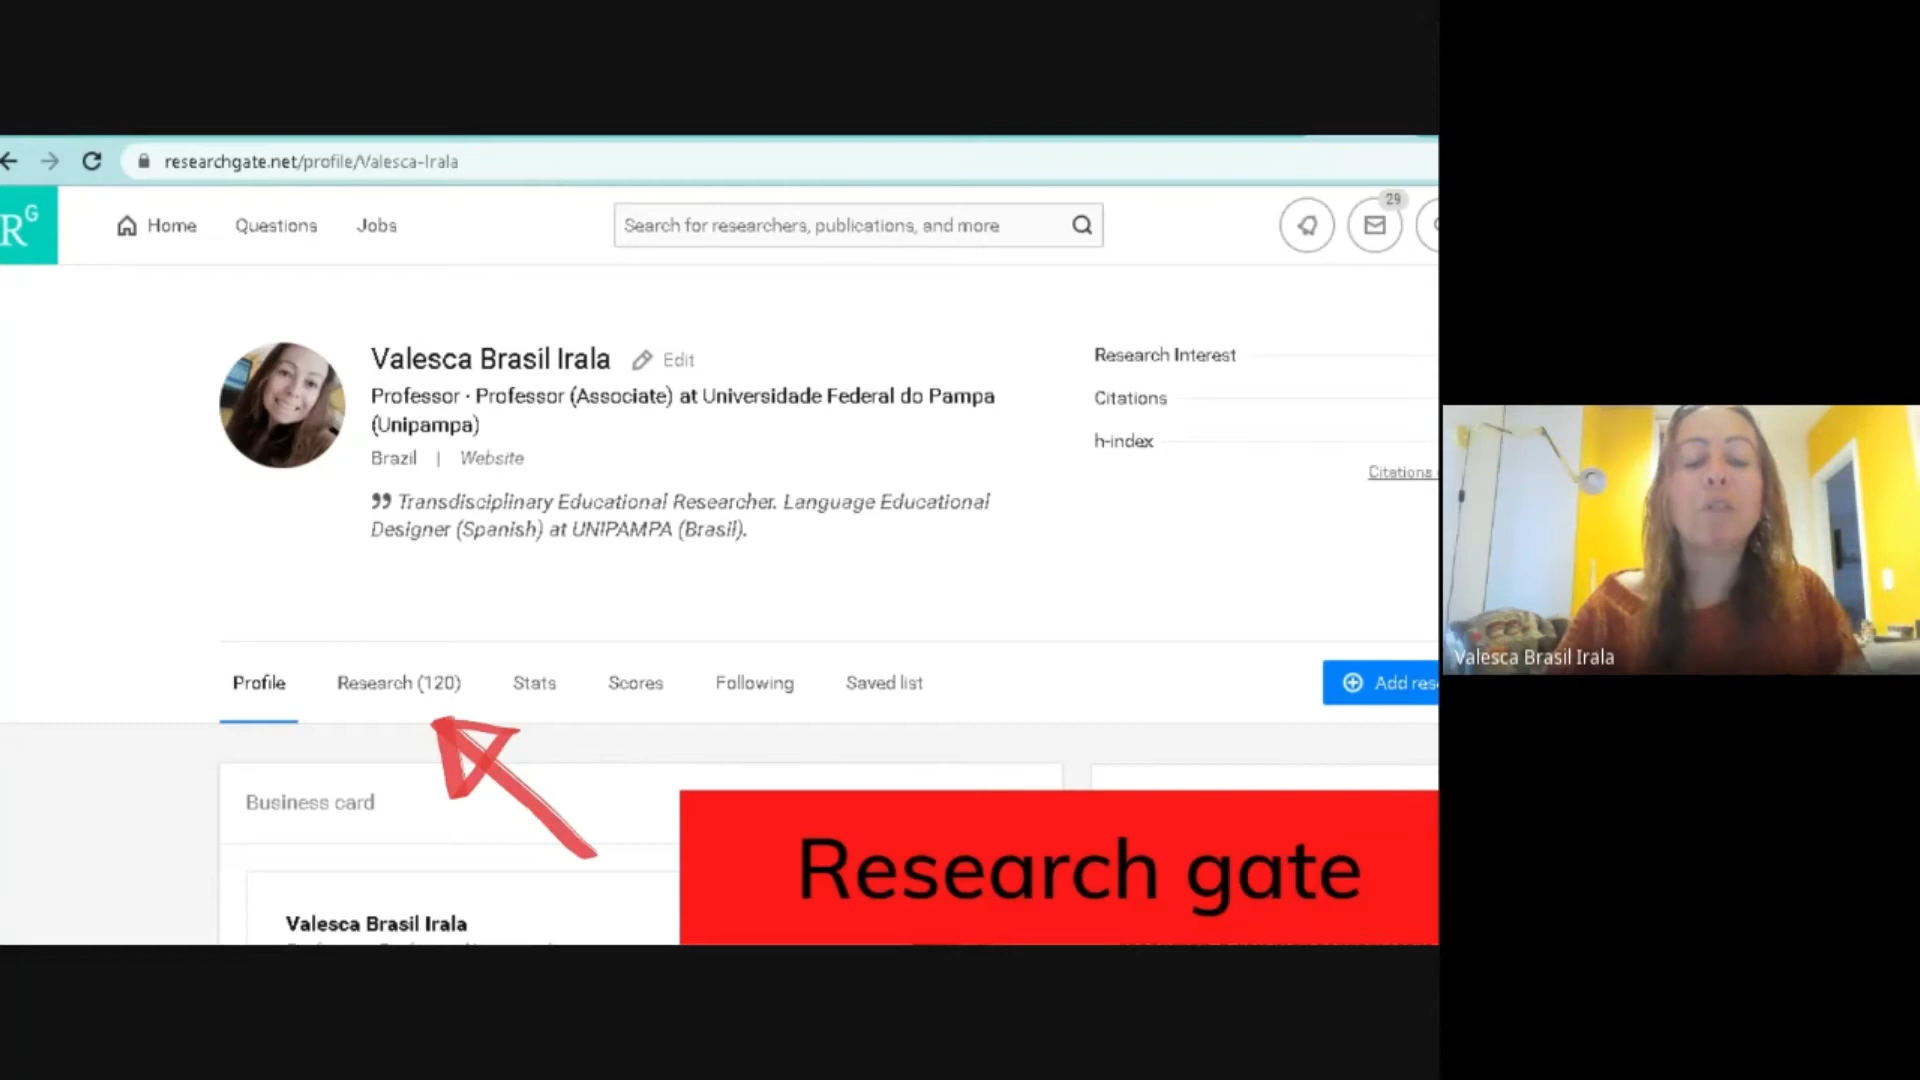 researchgate.net/profile/Valesca-Irala
RG
Home
Questions
Jobs
Search for researchers, publications, and more
29
Valesca Brasil Irala
Edit
Professor · Professor (Associate) at Universidade Federal do Pampa
(Unipampa)
Brazil | Website
Transdisciplinary Educational Researcher. Language Educational
Designer (Spanish) at UNIPAMPA (Brasil).
Research Interest
Citations
h-index
Citations
Profile
Research (120)
Stats
Scores
Following
Saved list
Add res
Business card
Valesca Brasil Irala
Research gate
Valesca Brasil Irala